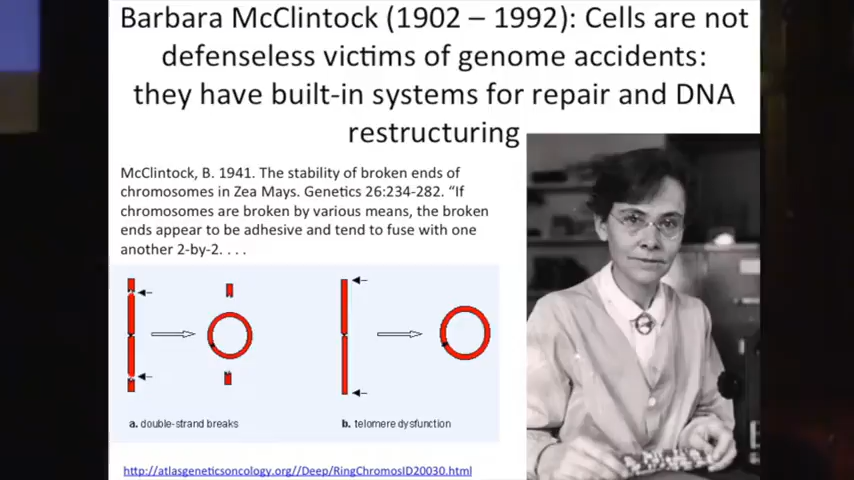 Barbara McClintock (1902 – 1992): Cells are not
defenseless victims of genome accidents:
they have built-in systems for repair and DNA
restructuring
McClintock, B. 1941. The stability of broken ends of
chromosomes in Zea Mays. Genetics 26:234-282. “If
chromosomes are broken by various means, the broken
ends appear to be adhesive and tend to fuse with one
another 2-by-2. . . .
a. double-strand breaks
b. telomere dysfunction
http://atlasgeneticsoncology.org//Deep/RingChromosID20030.html